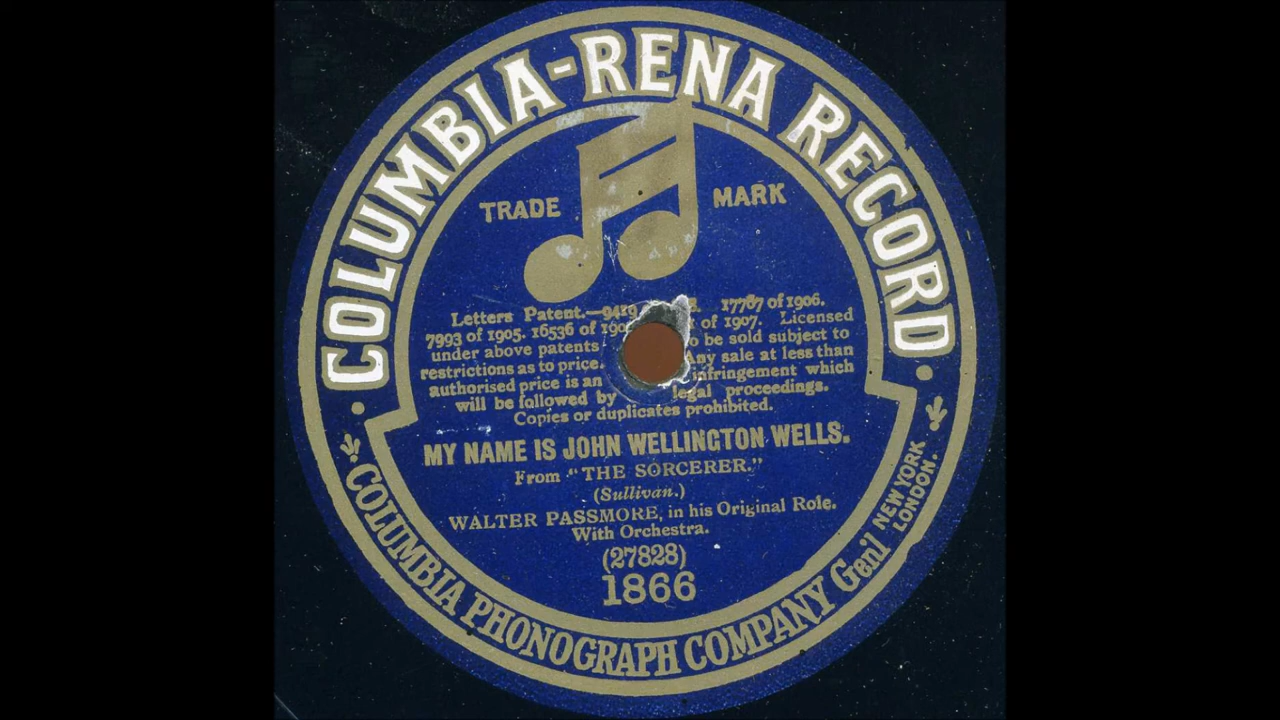 COLUMBIA-RENA RECORD
TRADE MARK
Letters Patent.—9419 17787 of 1906.
7993 of 1905. 16536 of of 1907. Licensed
under above patents to be sold subject to
restrictions as to price. Any sale at less than
authorised price is an infringement which
will be followed by legal proceedings.
Copies or duplicates prohibited.
MY NAME IS JOHN WELLINGTON WELLS.
From "THE SORCERER."
(Sullivan.)
WALTER PASSMORE, in his Original Role.
With Orchestra.
(27828)
1866
COLUMBIA PHONOGRAPH COMPANY Gen'l NEW YORK
LONDON.